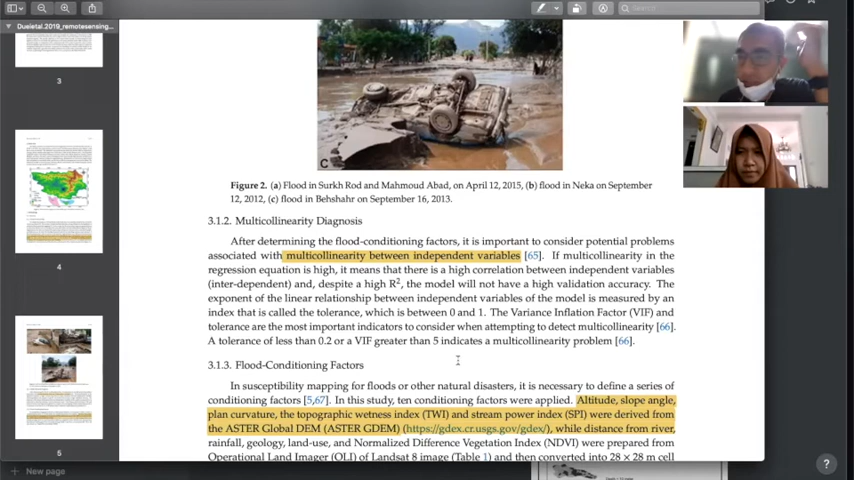 Search
Dueietal.2019_remotesensing...
3
4
5
New page
C
Figure 2. (a) Flood in Surkh Rod and Mahmoud Abad, on April 12, 2015, (b) flood in Neka on September
12, 2012, (c) flood in Behshahr on September 16, 2013.
3.1.2. Multicollinearity Diagnosis
After determining the flood-conditioning factors, it is important to consider potential problems
associated with multicollinearity between independent variables [65]. If multicollinearity in the
regression equation is high, it means that there is a high correlation between independent variables
(inter-dependent) and, despite a high R2, the model will not have a high validation accuracy. The
exponent of the linear relationship between independent variables of the model is measured by an
index that is called the tolerance, which is between 0 and 1. The Variance Inflation Factor (VIF) and
tolerance are the most important indicators to consider when attempting to detect multicollinearity [66].
A tolerance of less than 0.2 or a VIF greater than 5 indicates a multicollinearity problem [66].
3.1.3. Flood-Conditioning Factors
In susceptibility mapping for floods or other natural disasters, it is necessary to define a series of
conditioning factors [5,67]. In this study, ten conditioning factors were applied. Altitude, slope angle,
plan curvature, the topographic wetness index (TWI) and stream power index (SPI) were derived from
the ASTER Global DEM (ASTER GDEM) (https://gdex.cr.usgs.gov/gdex/), while distance from river,
rainfall, geology, land-use, and Normalized Difference Vegetation Index (NDVI) were prepared from
Operational Land Imager (OLI) of Landsat 8 image (Table 1) and then converted into 28 × 28 m cell